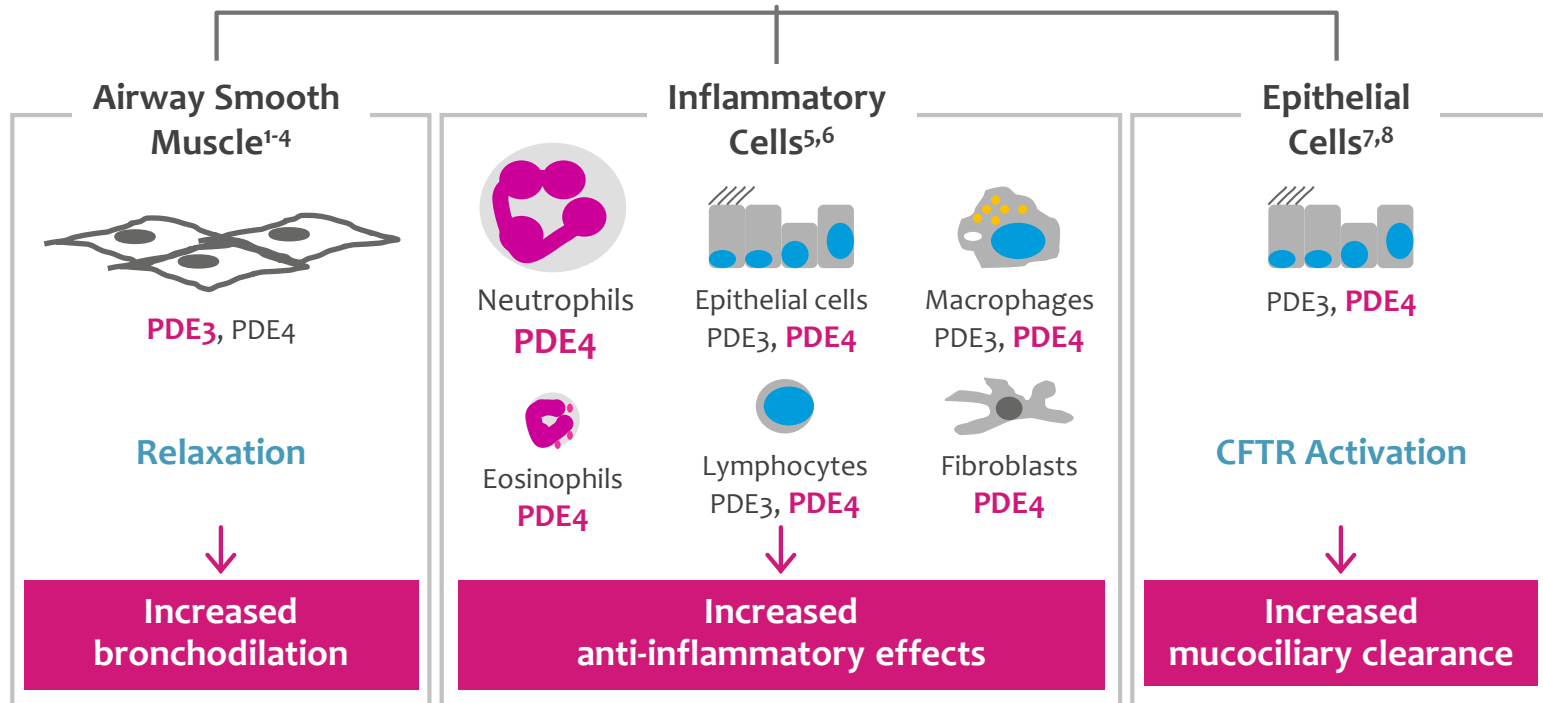 Airway Smooth
Muscle¹⁻⁴
PDE3, PDE4
Relaxation
Increased
bronchodilation
Inflammatory
Cells⁵,⁶
Neutrophils
PDE4
Epithelial cells
PDE3, PDE4
Macrophages
PDE3, PDE4
Eosinophils
PDE4
Lymphocytes
PDE3, PDE4
Fibroblasts
PDE4
Increased
anti-inflammatory effects
Epithelial
Cells⁷,⁸
PDE3, PDE4
CFTR Activation
Increased
mucociliary clearance